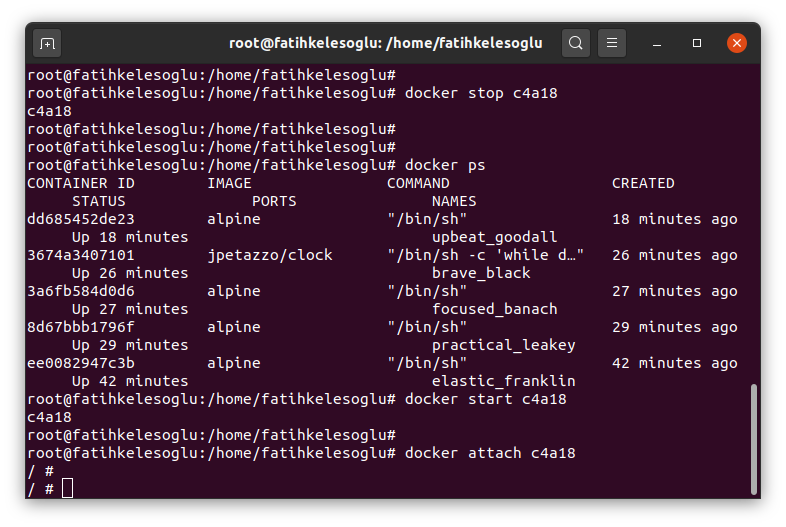 root@fatihkelesoglu: /home/fatihkelesoglu
root@fatihkelesoglu:/home/fatihkelesoglu#
root@fatihkelesoglu:/home/fatihkelesoglu# docker stop c4a18
c4a18
root@fatihkelesoglu:/home/fatihkelesoglu#
root@fatihkelesoglu:/home/fatihkelesoglu#
root@fatihkelesoglu:/home/fatihkelesoglu# docker ps
CONTAINER ID        IMAGE               COMMAND                  CREATED
     STATUS              PORTS               NAMES
dd685452de23        alpine              "/bin/sh"                18 minutes ago
     Up 18 minutes                           upbeat_goodall
3674a3407101        jpetazzo/clock      "/bin/sh -c 'while d…"   26 minutes ago
     Up 26 minutes                           brave_black
3a6fb584d0d6        alpine              "/bin/sh"                27 minutes ago
     Up 27 minutes                           focused_banach
8d67bbb1796f        alpine              "/bin/sh"                29 minutes ago
     Up 29 minutes                           practical_leakey
ee0082947c3b        alpine              "/bin/sh"                42 minutes ago
     Up 42 minutes                           elastic_franklin
root@fatihkelesoglu:/home/fatihkelesoglu# docker start c4a18
c4a18
root@fatihkelesoglu:/home/fatihkelesoglu#
root@fatihkelesoglu:/home/fatihkelesoglu# docker attach c4a18
/ #
/ #